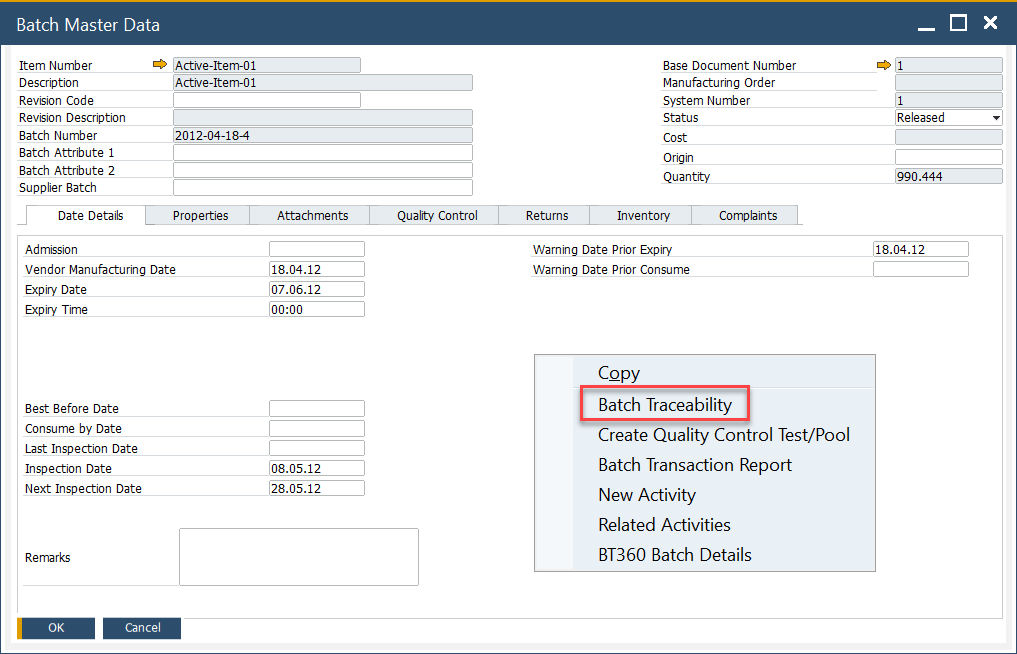 Batch Master Data
Item Number Active-Item-01
Description Active-Item-01
Revision Code
Revision Description
Batch Number 2012-04-18-4
Batch Attribute 1
Batch Attribute 2
Supplier Batch
Base Document Number 1
Manufacturing Order
System Number 1
Status Released
Cost
Origin
Quantity 990.444
Date Details Properties Attachments Quality Control Returns Inventory Complaints
Admission
Vendor Manufacturing Date 18.04.12
Expiry Date 07.06.12
Expiry Time 00:00
Warning Date Prior Expiry 18.04.12
Warning Date Prior Consume
Best Before Date
Consume by Date
Last Inspection Date
Inspection Date 08.05.12
Next Inspection Date 28.05.12
Remarks
Copy
Batch Traceability
Create Quality Control Test/Pool
Batch Transaction Report
New Activity
Related Activities
BT360 Batch Details
OK Cancel